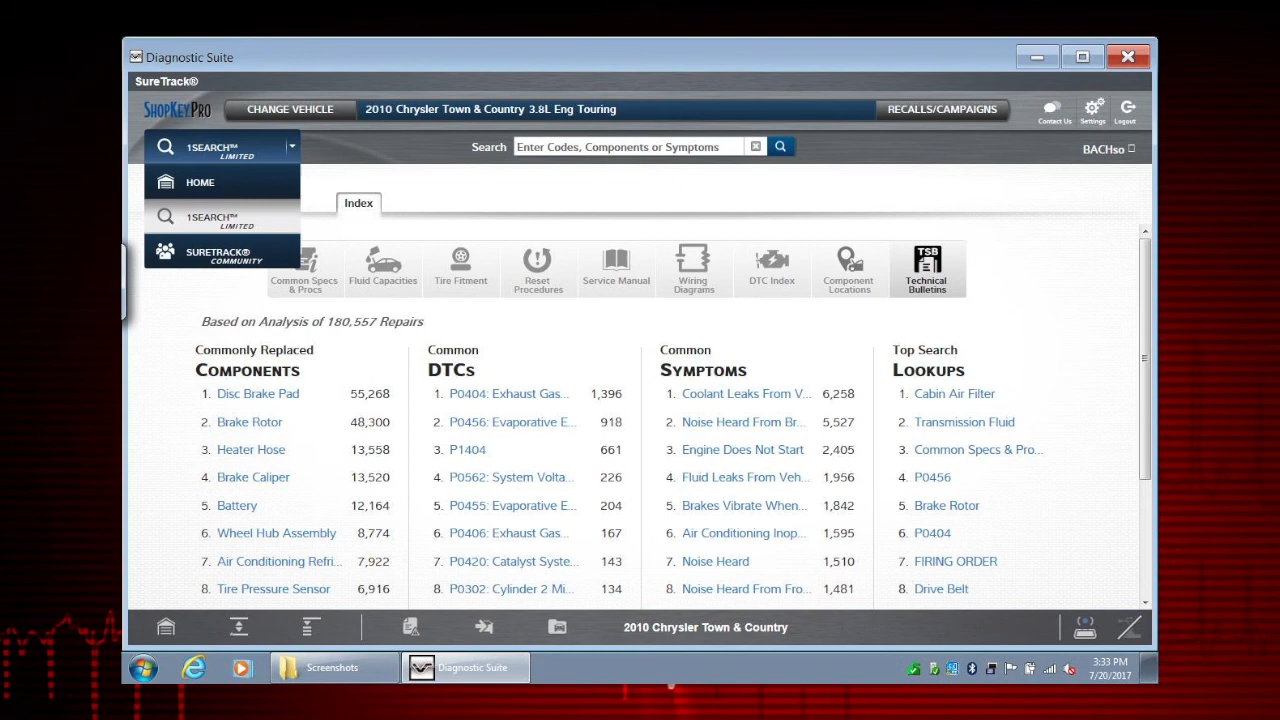 Diagnostic Suite
SureTrack®
ShopKeyPro
CHANGE VEHICLE
2010 Chrysler Town & Country 3.8L Eng Touring
RECALLS/CAMPAIGNS
Contact Us
Settings
Logout
1SEARCH™
LIMITED
Search
Enter Codes, Components or Symptoms
BACHso
HOME
1SEARCH™
LIMITED
SURETRACK®
COMMUNITY
Index
Common Specs
& Procs
Fluid Capacities
Tire Fitment
Reset
Procedures
Service Manual
Wiring
Diagrams
DTC Index
Component
Locations
TSB
Technical
Bulletins
Based on Analysis of 180,557 Repairs
Commonly Replaced
COMPONENTS
1. Disc Brake Pad 55,268
2. Brake Rotor 48,300
3. Heater Hose 13,558
4. Brake Caliper 13,520
5. Battery 12,164
6. Wheel Hub Assembly 8,774
7. Air Conditioning Refri... 7,922
8. Tire Pressure Sensor 6,916
Common
DTCs
1. P0404: Exhaust Gas... 1,396
2. P0456: Evaporative E... 918
3. P1404 661
4. P0562: System Volta... 226
5. P0455: Evaporative E... 204
6. P0406: Exhaust Gas... 167
7. P0420: Catalyst Syste... 143
8. P0302: Cylinder 2 Mi... 134
Common
SYMPTOMS
1. Coolant Leaks From V... 6,258
2. Noise Heard From Br... 5,527
3. Engine Does Not Start 2,405
4. Fluid Leaks From Veh... 1,956
5. Brakes Vibrate When... 1,842
6. Air Conditioning Inop... 1,595
7. Noise Heard 1,510
8. Noise Heard From Fro... 1,481
Top Search
LOOKUPS
1. Cabin Air Filter
2. Transmission Fluid
3. Common Specs & Pro...
4. P0456
5. Brake Rotor
6. P0404
7. FIRING ORDER
8. Drive Belt
2010 Chrysler Town & Country
Screenshots
Diagnostic Suite
3:33 PM
7/20/2017